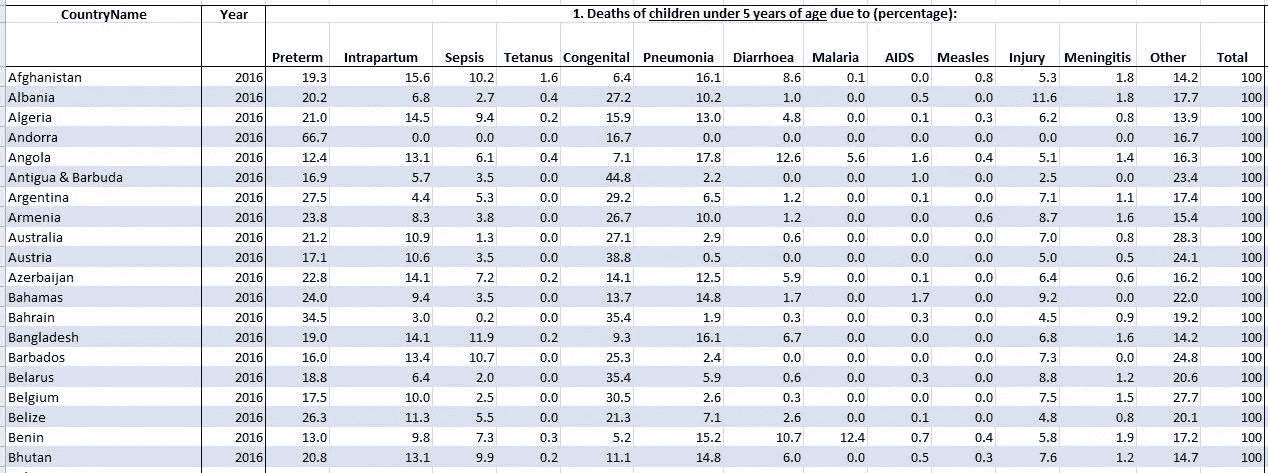 CountryName Year 1. Deaths of children under 5 years of age due to (percentage):
Preterm Intrapartum Sepsis Tetanus Congenital Pneumonia Diarrhoea Malaria AIDS Measles Injury Meningitis Other Total
Afghanistan 2016 19.3 15.6 10.2 1.6 6.4 16.1 8.6 0.1 0.0 0.8 5.3 1.8 14.2 100
Albania 2016 20.2 6.8 2.7 0.4 27.2 10.2 1.0 0.0 0.5 0.0 11.6 1.8 17.7 100
Algeria 2016 21.0 14.5 9.4 0.2 15.9 13.0 4.8 0.0 0.1 0.3 6.2 0.8 13.9 100
Andorra 2016 66.7 0.0 0.0 0.0 16.7 0.0 0.0 0.0 0.0 0.0 0.0 0.0 16.7 100
Angola 2016 12.4 13.1 6.1 0.4 7.1 17.8 12.6 5.6 1.6 0.4 5.1 1.4 16.3 100
Antigua & Barbuda 2016 16.9 5.7 3.5 0.0 44.8 2.2 0.0 0.0 1.0 0.0 2.5 0.0 23.4 100
Argentina 2016 27.5 4.4 5.3 0.0 29.2 6.5 1.2 0.0 0.1 0.0 7.1 1.1 17.4 100
Armenia 2016 23.8 8.3 3.8 0.0 26.7 10.0 1.2 0.0 0.0 0.6 8.7 1.6 15.4 100
Australia 2016 21.2 10.9 1.3 0.0 27.1 2.9 0.6 0.0 0.0 0.0 7.0 0.8 28.3 100
Austria 2016 17.1 10.6 3.5 0.0 38.8 0.5 0.0 0.0 0.0 0.0 5.0 0.5 24.1 100
Azerbaijan 2016 22.8 14.1 7.2 0.2 14.1 12.5 5.9 0.0 0.1 0.0 6.4 0.6 16.2 100
Bahamas 2016 24.0 9.4 3.5 0.0 13.7 14.8 1.7 0.0 1.7 0.0 9.2 0.0 22.0 100
Bahrain 2016 34.5 3.0 0.2 0.0 35.4 1.9 0.3 0.0 0.3 0.0 4.5 0.9 19.2 100
Bangladesh 2016 19.0 14.1 11.9 0.2 9.3 16.1 6.7 0.0 0.0 0.0 6.8 1.6 14.2 100
Barbados 2016 16.0 13.4 10.7 0.0 25.3 2.4 0.0 0.0 0.0 0.0 7.3 0.0 24.8 100
Belarus 2016 18.8 6.4 2.0 0.0 35.4 5.9 0.6 0.0 0.3 0.0 8.8 1.2 20.6 100
Belgium 2016 17.5 10.0 2.5 0.0 30.5 2.6 0.3 0.0 0.0 0.0 7.5 1.5 27.7 100
Belize 2016 26.3 11.3 5.5 0.0 21.3 7.1 2.6 0.0 0.1 0.0 4.8 0.8 20.1 100
Benin 2016 13.0 9.8 7.3 0.3 5.2 15.2 10.7 12.4 0.7 0.4 5.8 1.9 17.2 100
Bhutan 2016 20.8 13.1 9.9 0.2 11.1 14.8 6.0 0.0 0.5 0.3 7.6 1.2 14.7 100